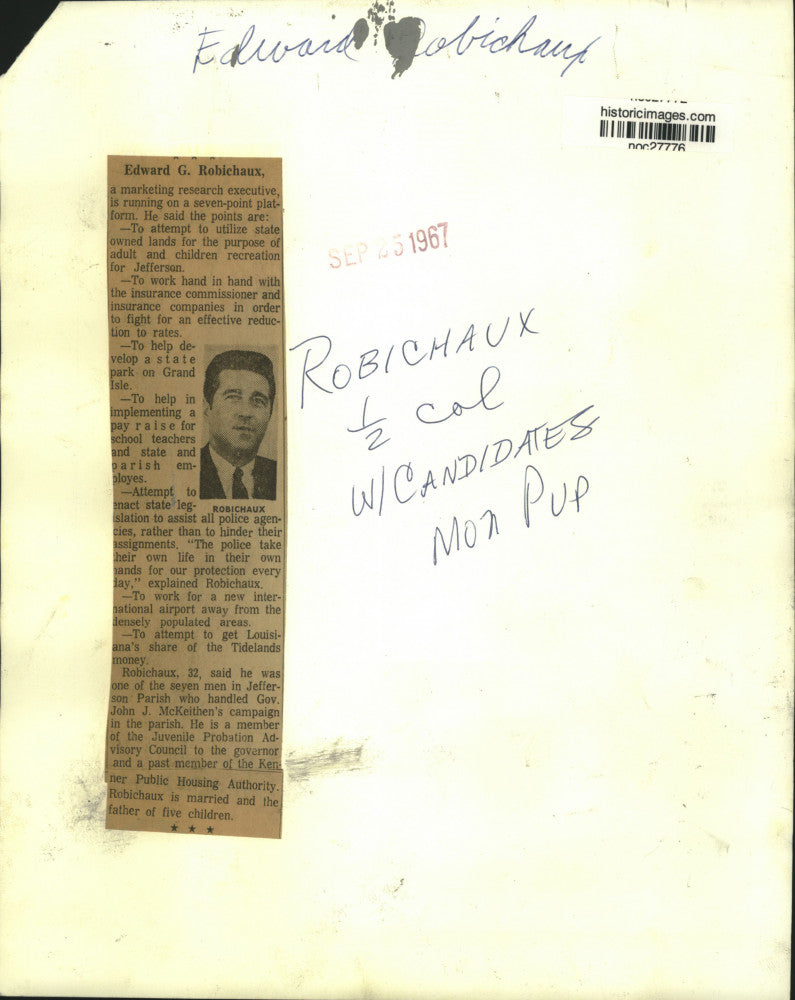 Edward Robichaux
historicimages.com
noc27776
Edward G. Robichaux,
a marketing research executive,
is running on a seven-point plat-
form. He said the points are:
—To attempt to utilize state
owned lands for the purpose of
adult and children recreation
for Jefferson.
—To work hand in hand with
the insurance commissioner and
insurance companies in order
to fight for an effective reduc-
tion to rates.
—To help de-
velop a state
park on Grand
Isle.
—To help in
implementing a
pay raise for
school teachers
and state and
parish em-
ployes.
—Attempt to
enact state leg-
ROBICHAUX
islation to assist all police agen-
cies, rather than to hinder their
assignments. "The police take
their own life in their own
hands for our protection every
day," explained Robichaux.
—To work for a new inter-
national airport away from the
densely populated areas.
—To attempt to get Louisi-
ana's share of the Tidelands
money.
Robichaux, 32, said he was
one of the seven men in Jeffer-
son Parish who handled Gov.
John J. McKeithen's campaign
in the parish. He is a member
of the Juvenile Probation Ad-
visory Council to the governor
and a past member of the Ken-
ner Public Housing Authority.
Robichaux is married and the
father of five children.
★ ★ ★
SEP 25 1967
ROBICHAUX
1/2 col
W/CANDIDATES
Mon PUP